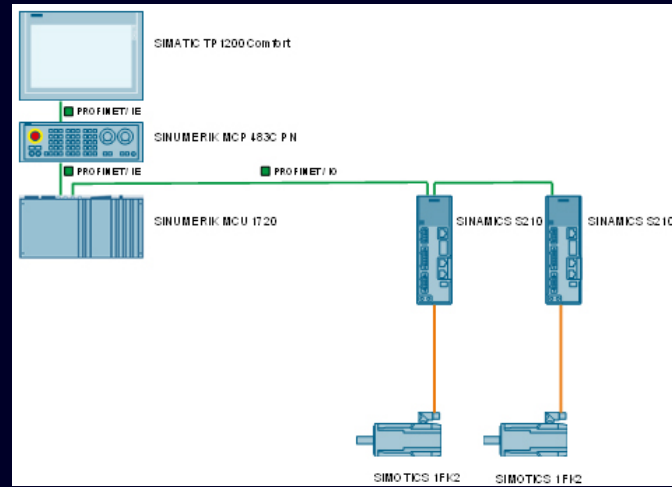 SIMATIC TP1200 Comfort
PROFINET/ IE
SINUMERIK MCP 483C PN
PROFINET/ IE
PROFINET/ IO
SINUMERIK MCU 1720
SINAMICS S210
SINAMICS S210
SIMOTICS 1FK2
SIMOTICS 1FK2